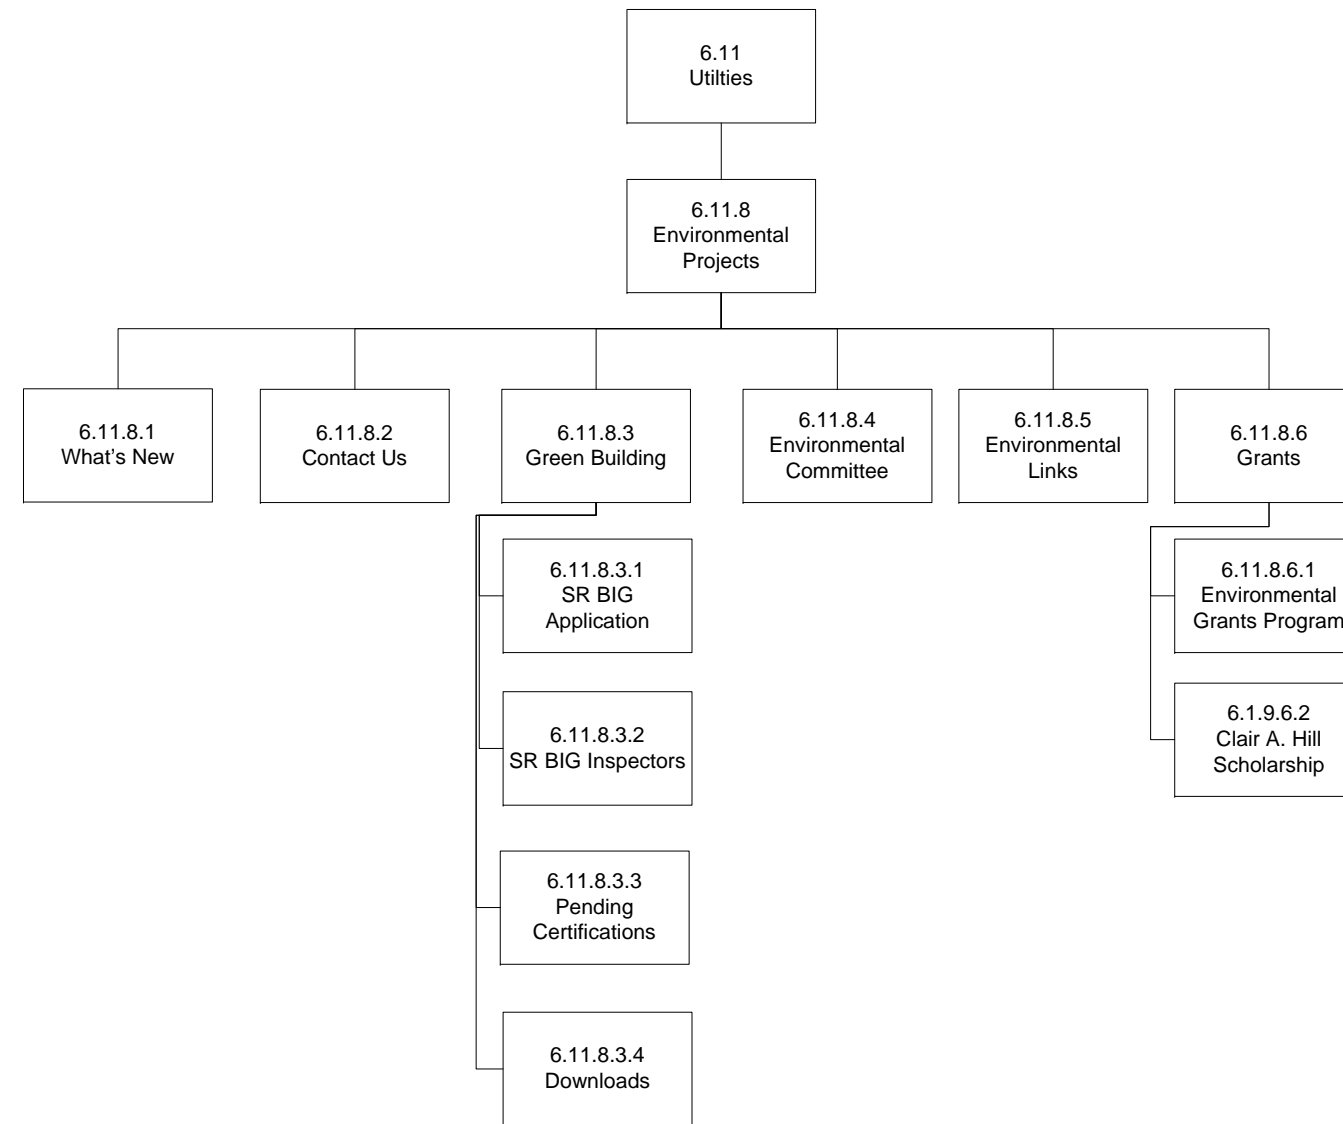 6.11
Utilties
6.11.8
Environmental
Projects
6.11.8.1
What's New
6.11.8.2
Contact Us
6.11.8.3
Green Building
6.11.8.4
Environmental
Committee
6.11.8.5
Environmental
Links
6.11.8.6
Grants
6.11.8.3.1
SR BIG
Application
6.11.8.3.2
SR BIG Inspectors
6.11.8.3.3
Pending
Certifications
6.11.8.3.4
Downloads
6.11.8.6.1
Environmental
Grants Program
6.1.9.6.2
Clair A. Hill
Scholarship